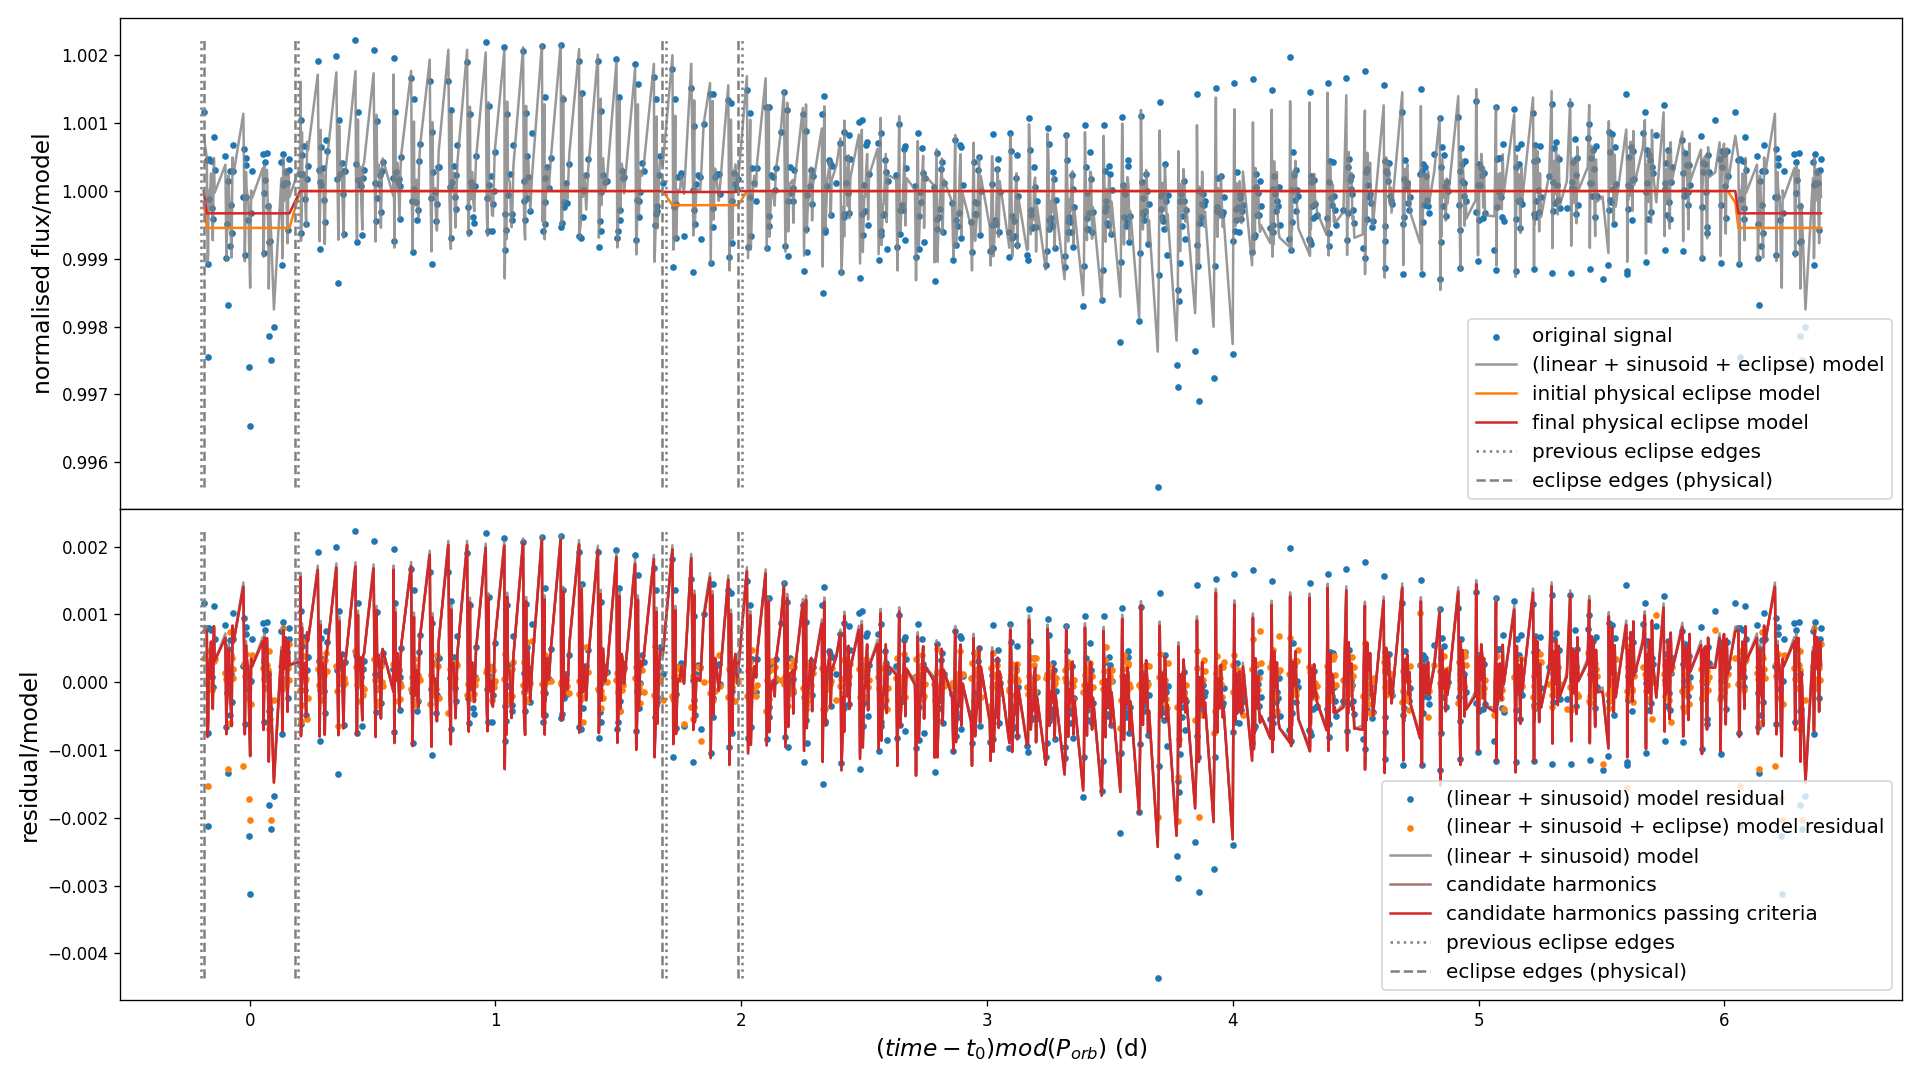 1.002
1.001
1.000
0.999
0.998
0.997
0.996
normalised flux/model
original signal
(linear + sinusoid + eclipse) model
initial physical eclipse model
final physical eclipse model
previous eclipse edges
eclipse edges (physical)
0.002
0.001
0.000
−0.001
−0.002
−0.003
−0.004
residual/model
(linear + sinusoid) model residual
(linear + sinusoid + eclipse) model residual
(linear + sinusoid) model
candidate harmonics
candidate harmonics passing criteria
previous eclipse edges
eclipse edges (physical)
0 1 2 3 4 5 6
(time − t₀)mod(P_orb) (d)